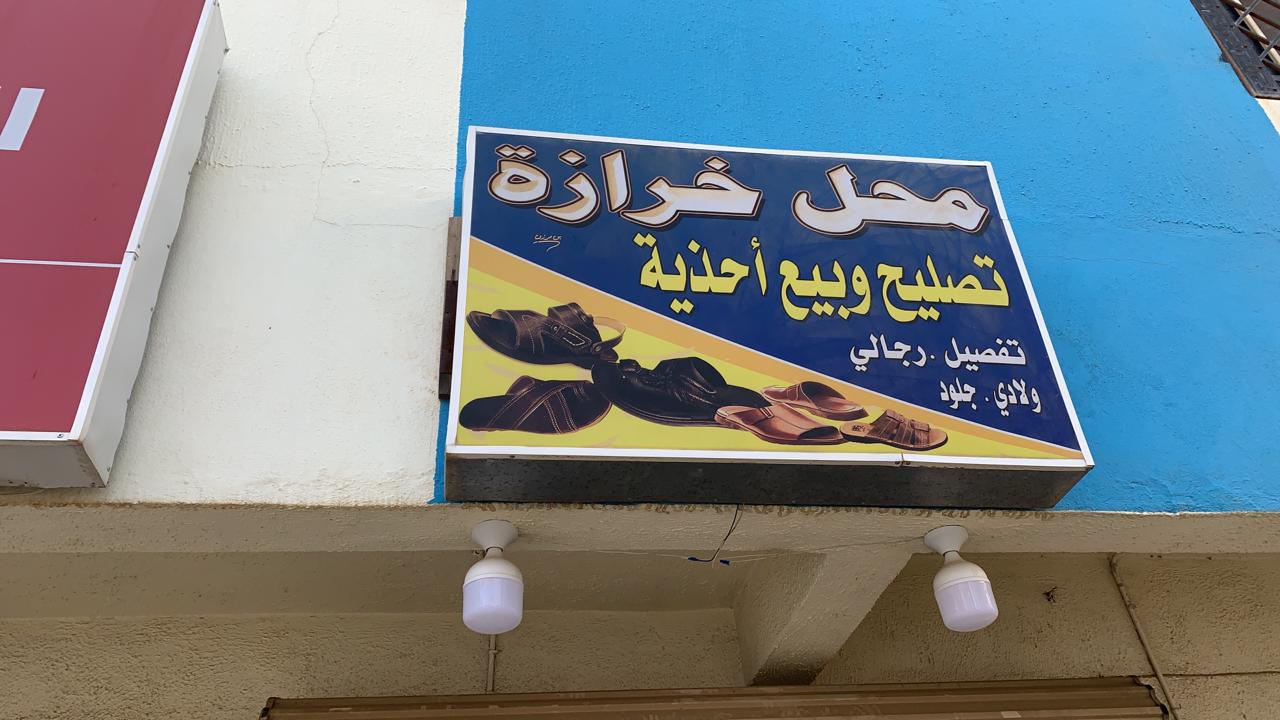 محل خرازة
تصليح وبيع أحذية
تفصيل . رجالي
ولادي . جلود